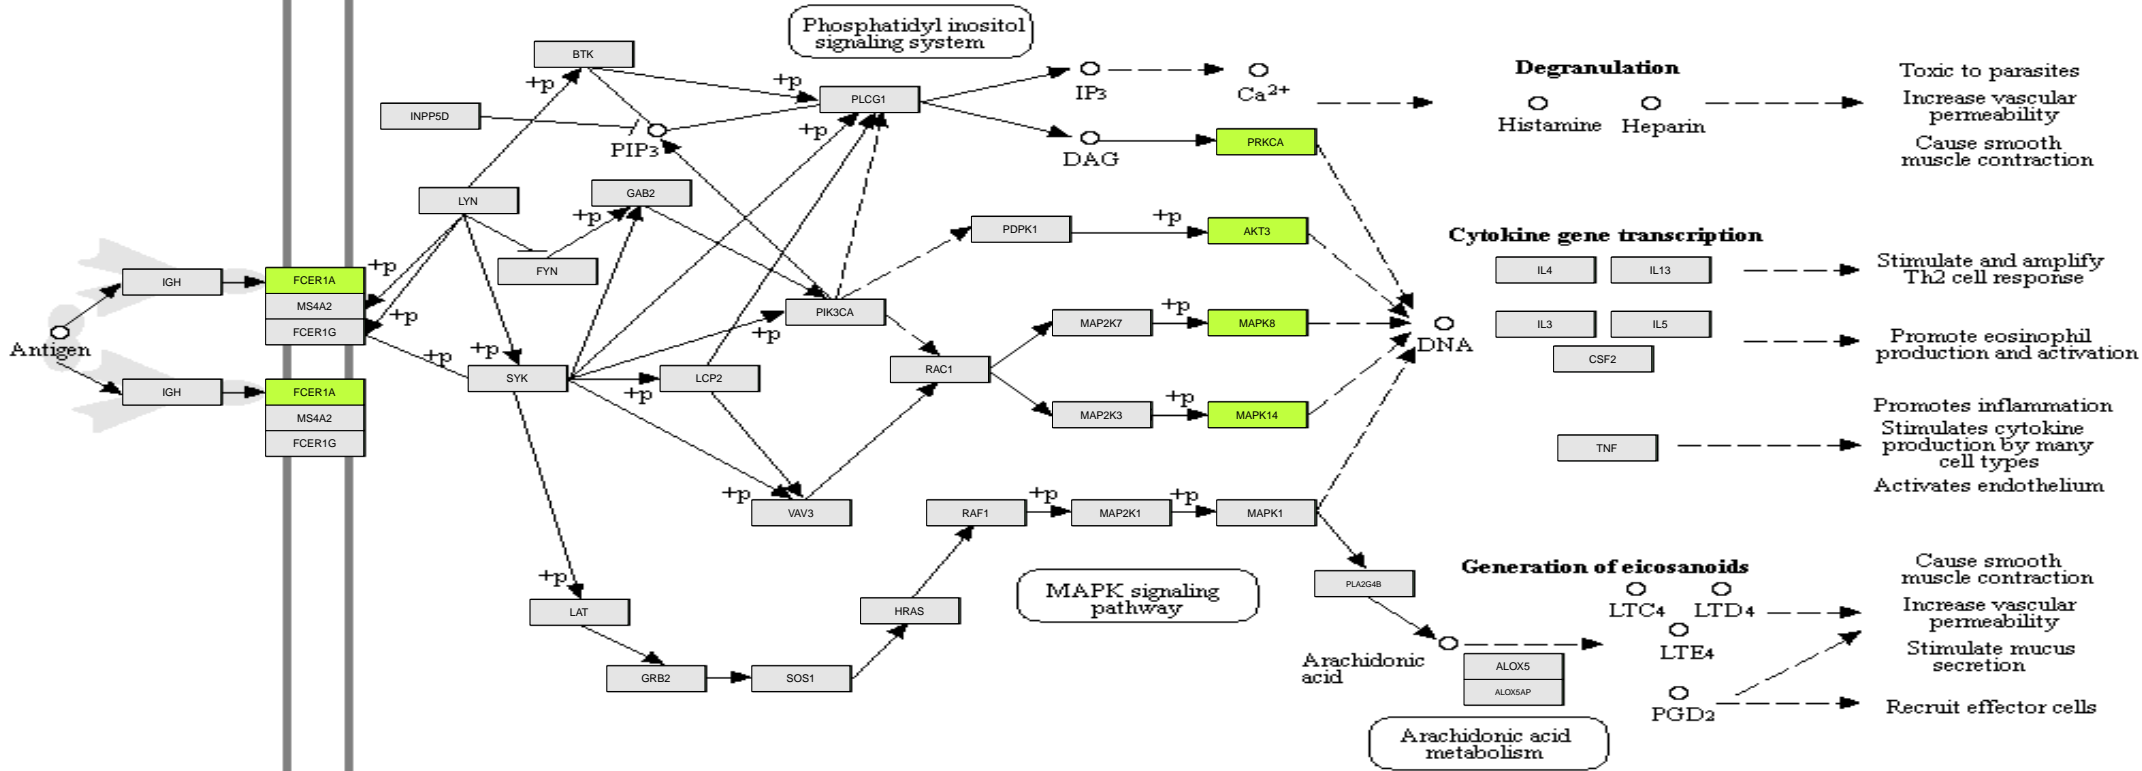 Phosphatidyl inositol
signaling system
BTK
+p
+p
INPP5D
PLCG1
+p
PIP3
IP3
Ca2+
DAG
PRKCA
Degranulation
Histamine Heparin
Toxic to parasites
Increase vascular
permeability
Cause smooth
muscle contraction
LYN
GAB2
+p
FYN
PDPK1
+p
AKT3
Cytokine gene transcription
IL4
IL13
Stimulate and amplify
Th2 cell response
IL3
IL5
CSF2
Promote eosinophil
production and activation
Antigen
IGH
FCER1A
MS4A2
FCER1G
+p
+p
+p
IGH
FCER1A
MS4A2
FCER1G
+p
SYK
+p
LCP2
+p
PIK3CA
RAC1
MAP2K7
+p
MAPK8
MAP2K3
+p
MAPK14
DNA
TNF
Promotes inflammation
Stimulates cytokine
production by many
cell types
Activates endothelium
+p
VAV3
RAF1
+p
MAP2K1
+p
MAPK1
+p
LAT
HRAS
GRB2
SOS1
MAPK signaling
pathway
PLA2G4B
Arachidonic
acid
Generation of eicosanoids
LTC4 LTD4
LTE4
ALOX5
ALOX5AP
PGD2
Cause smooth
muscle contraction
Increase vascular
permeability
Stimulate mucus
secretion
Recruit effector cells
Arachidonic acid
metabolism